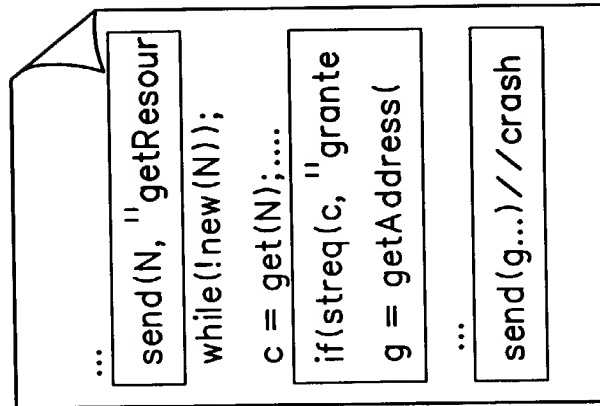 ...
send(N, "getResour
while(!new(N));
c = get(N);....
if(streq(c, "grante
g = getAddress(
...
send(g...)//crash